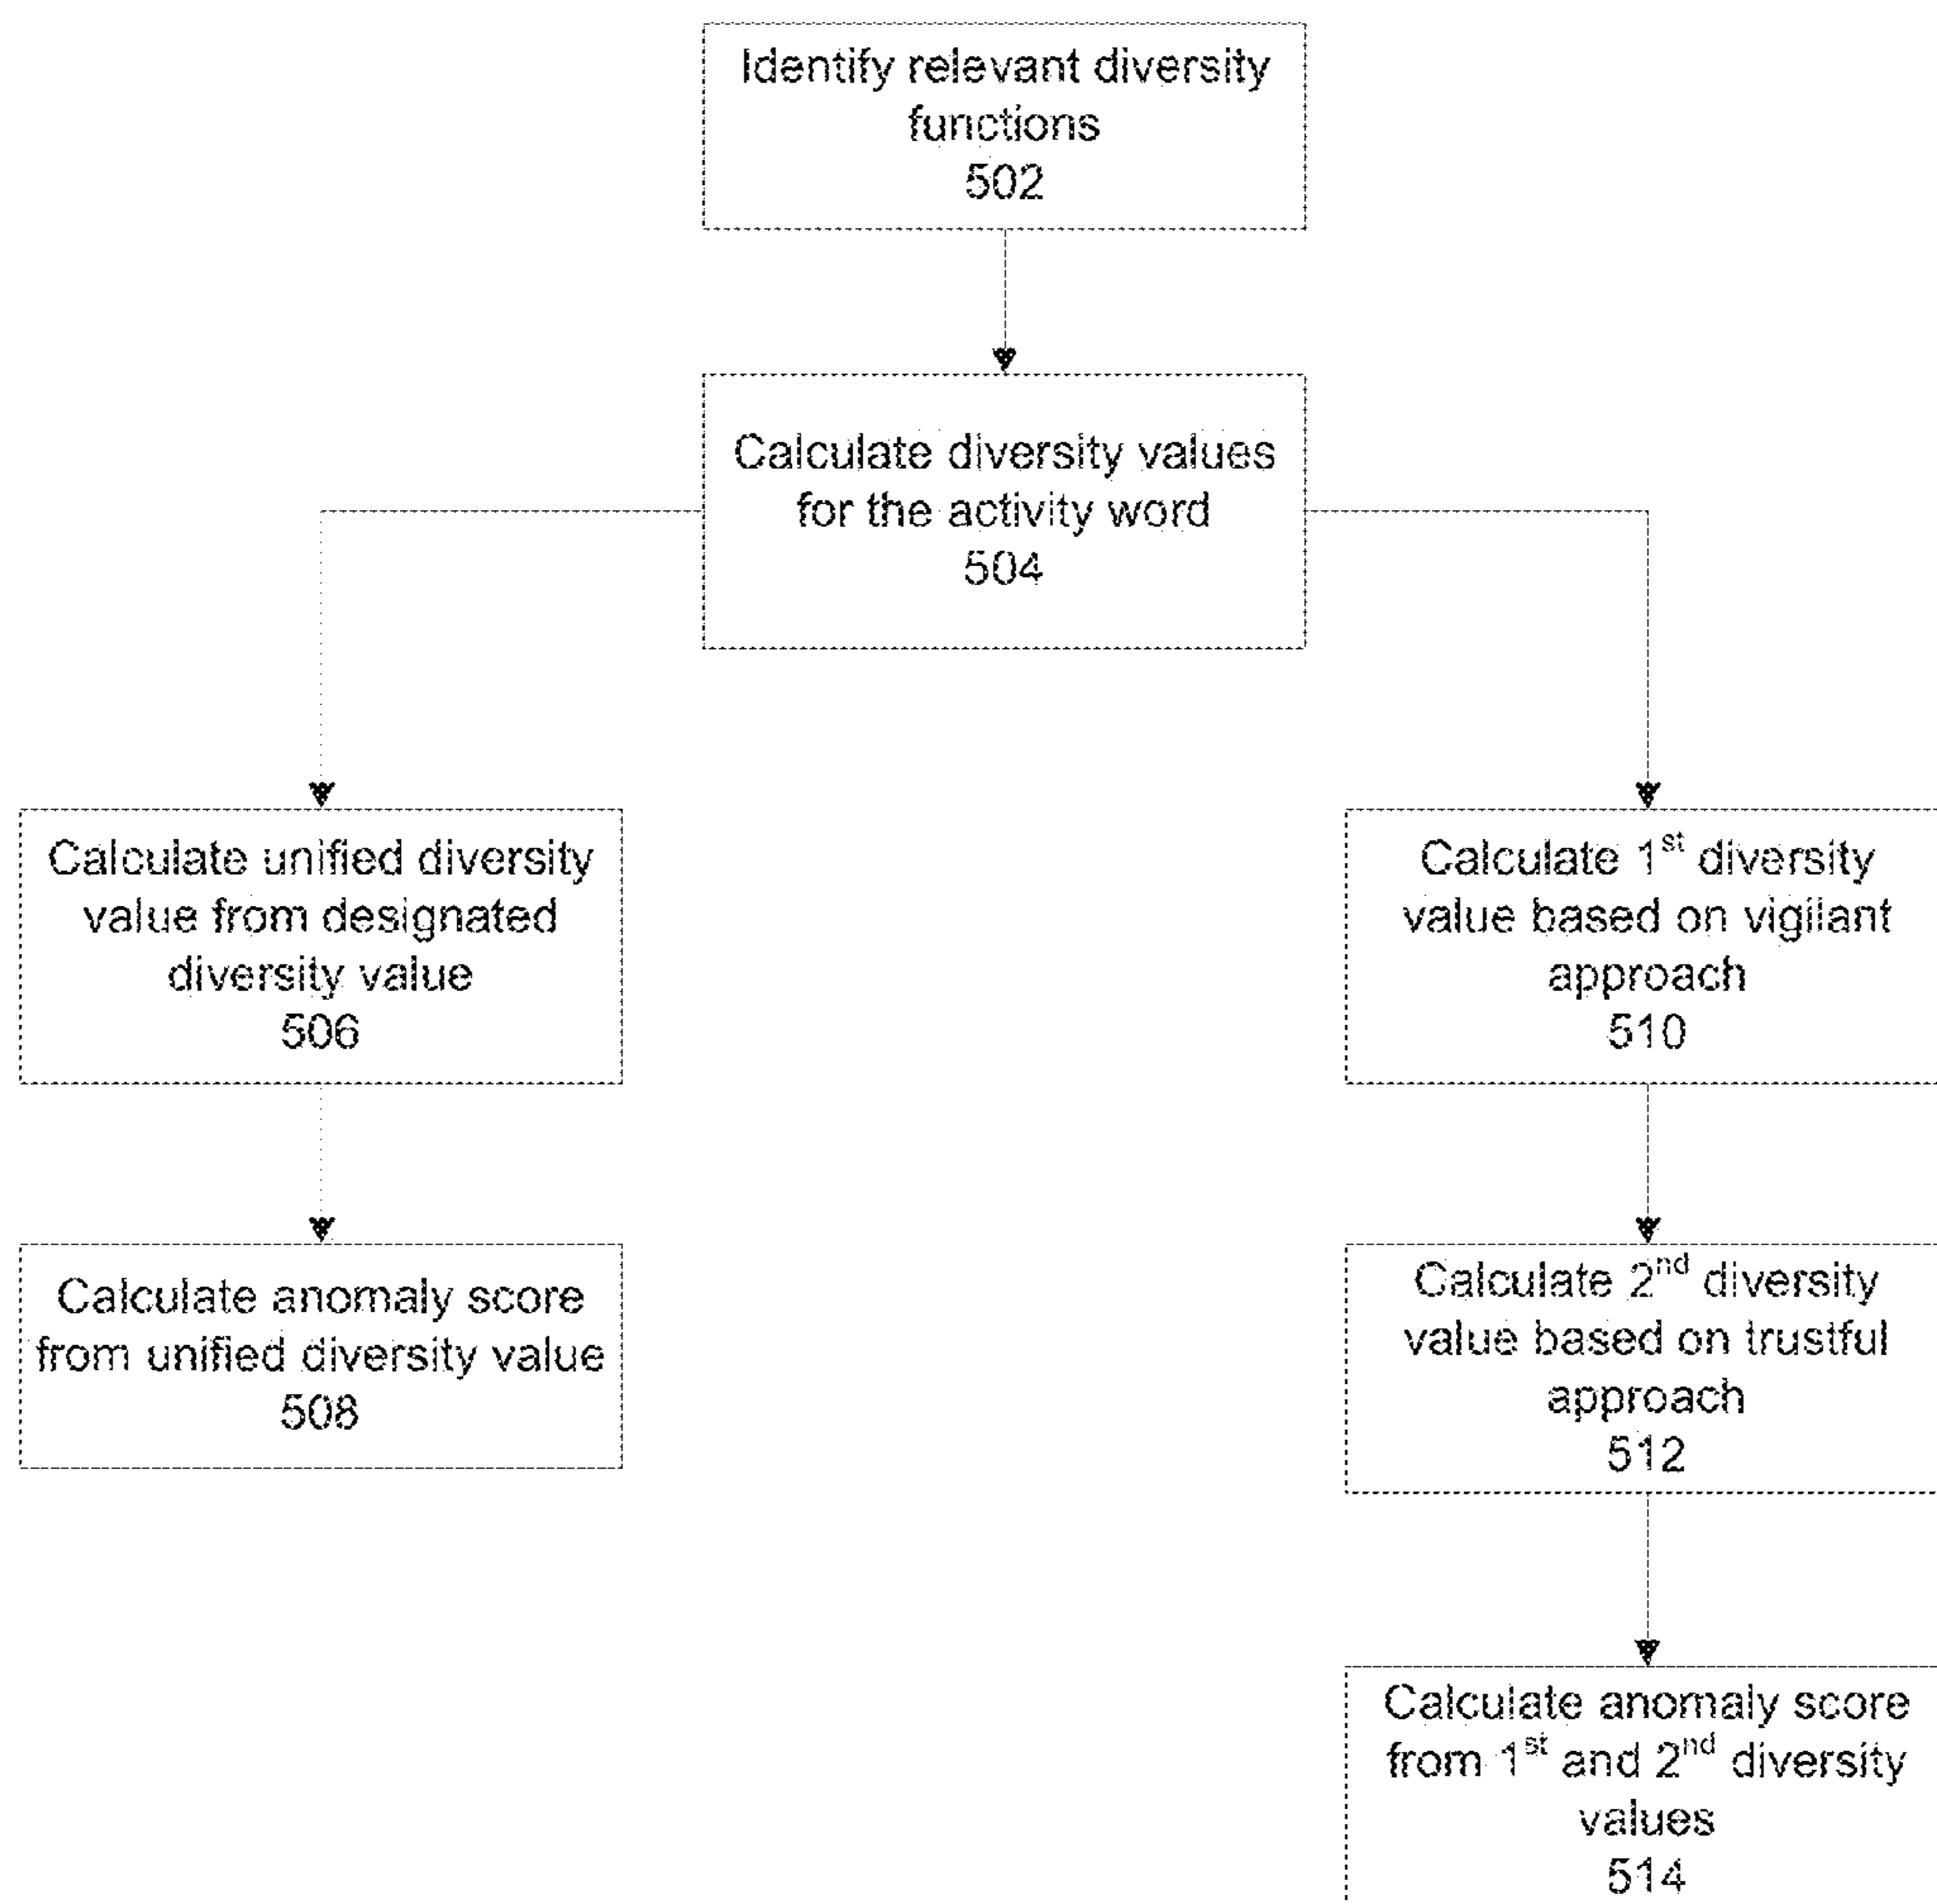 Identify relevant diversity
functions
502
Calculate diversity values
for the activity word
504
Calculate unified diversity
value from designated
diversity value
506
Calculate anomaly score
from unified diversity value
508
Calculate 1st diversity
value based on vigilant
approach
510
Calculate 2nd diversity
value based on trustful
approach
512
Calculate anomaly score
from 1st and 2nd diversity
values
514